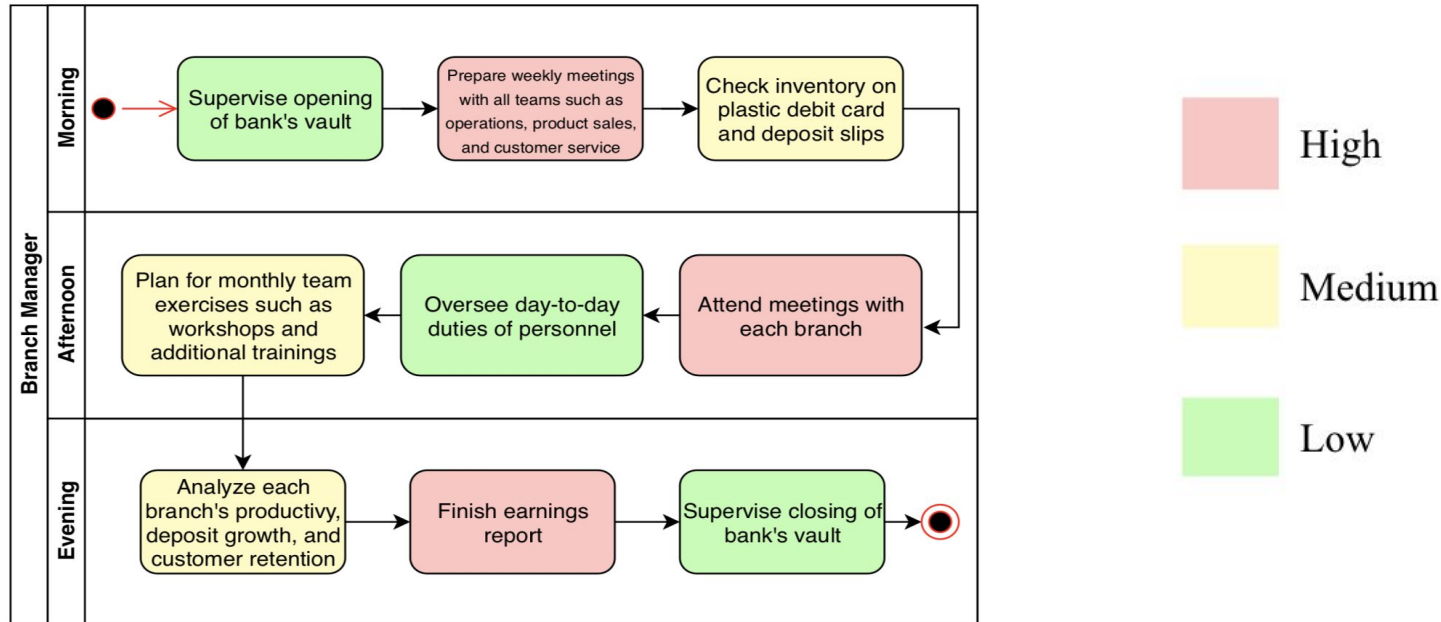 Branch Manager
Morning
Supervise opening
of bank's vault
Prepare weekly meetings
with all teams such as
operations, product sales,
and customer service
Check inventory on
plastic debit card
and deposit slips
Afternoon
Plan for monthly team
exercises such as
workshops and
additional trainings
Oversee day-to-day
duties of personnel
Attend meetings with
each branch
Evening
Analyze each
branch's productivy,
deposit growth, and
customer retention
Finish earnings
report
Supervise closing of
bank's vault
High
Medium
Low